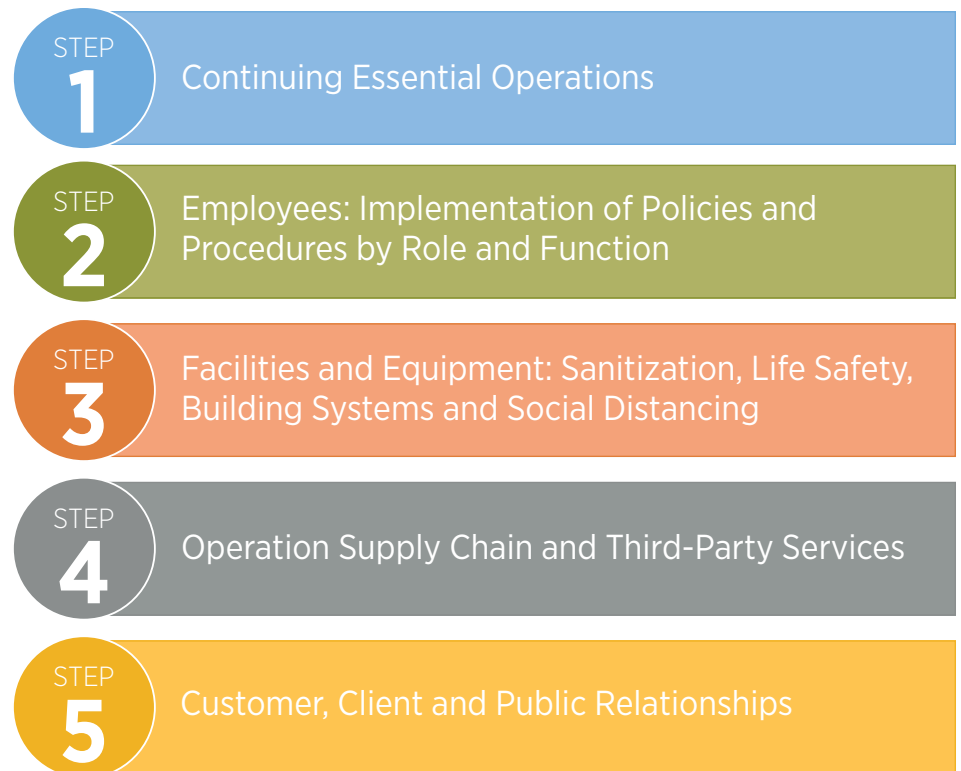 STEP
1
Continuing Essential Operations
STEP
2
Employees: Implementation of Policies and
Procedures by Role and Function
STEP
3
Facilities and Equipment: Sanitization, Life Safety,
Building Systems and Social Distancing
STEP
4
Operation Supply Chain and Third-Party Services
STEP
5
Customer, Client and Public Relationships